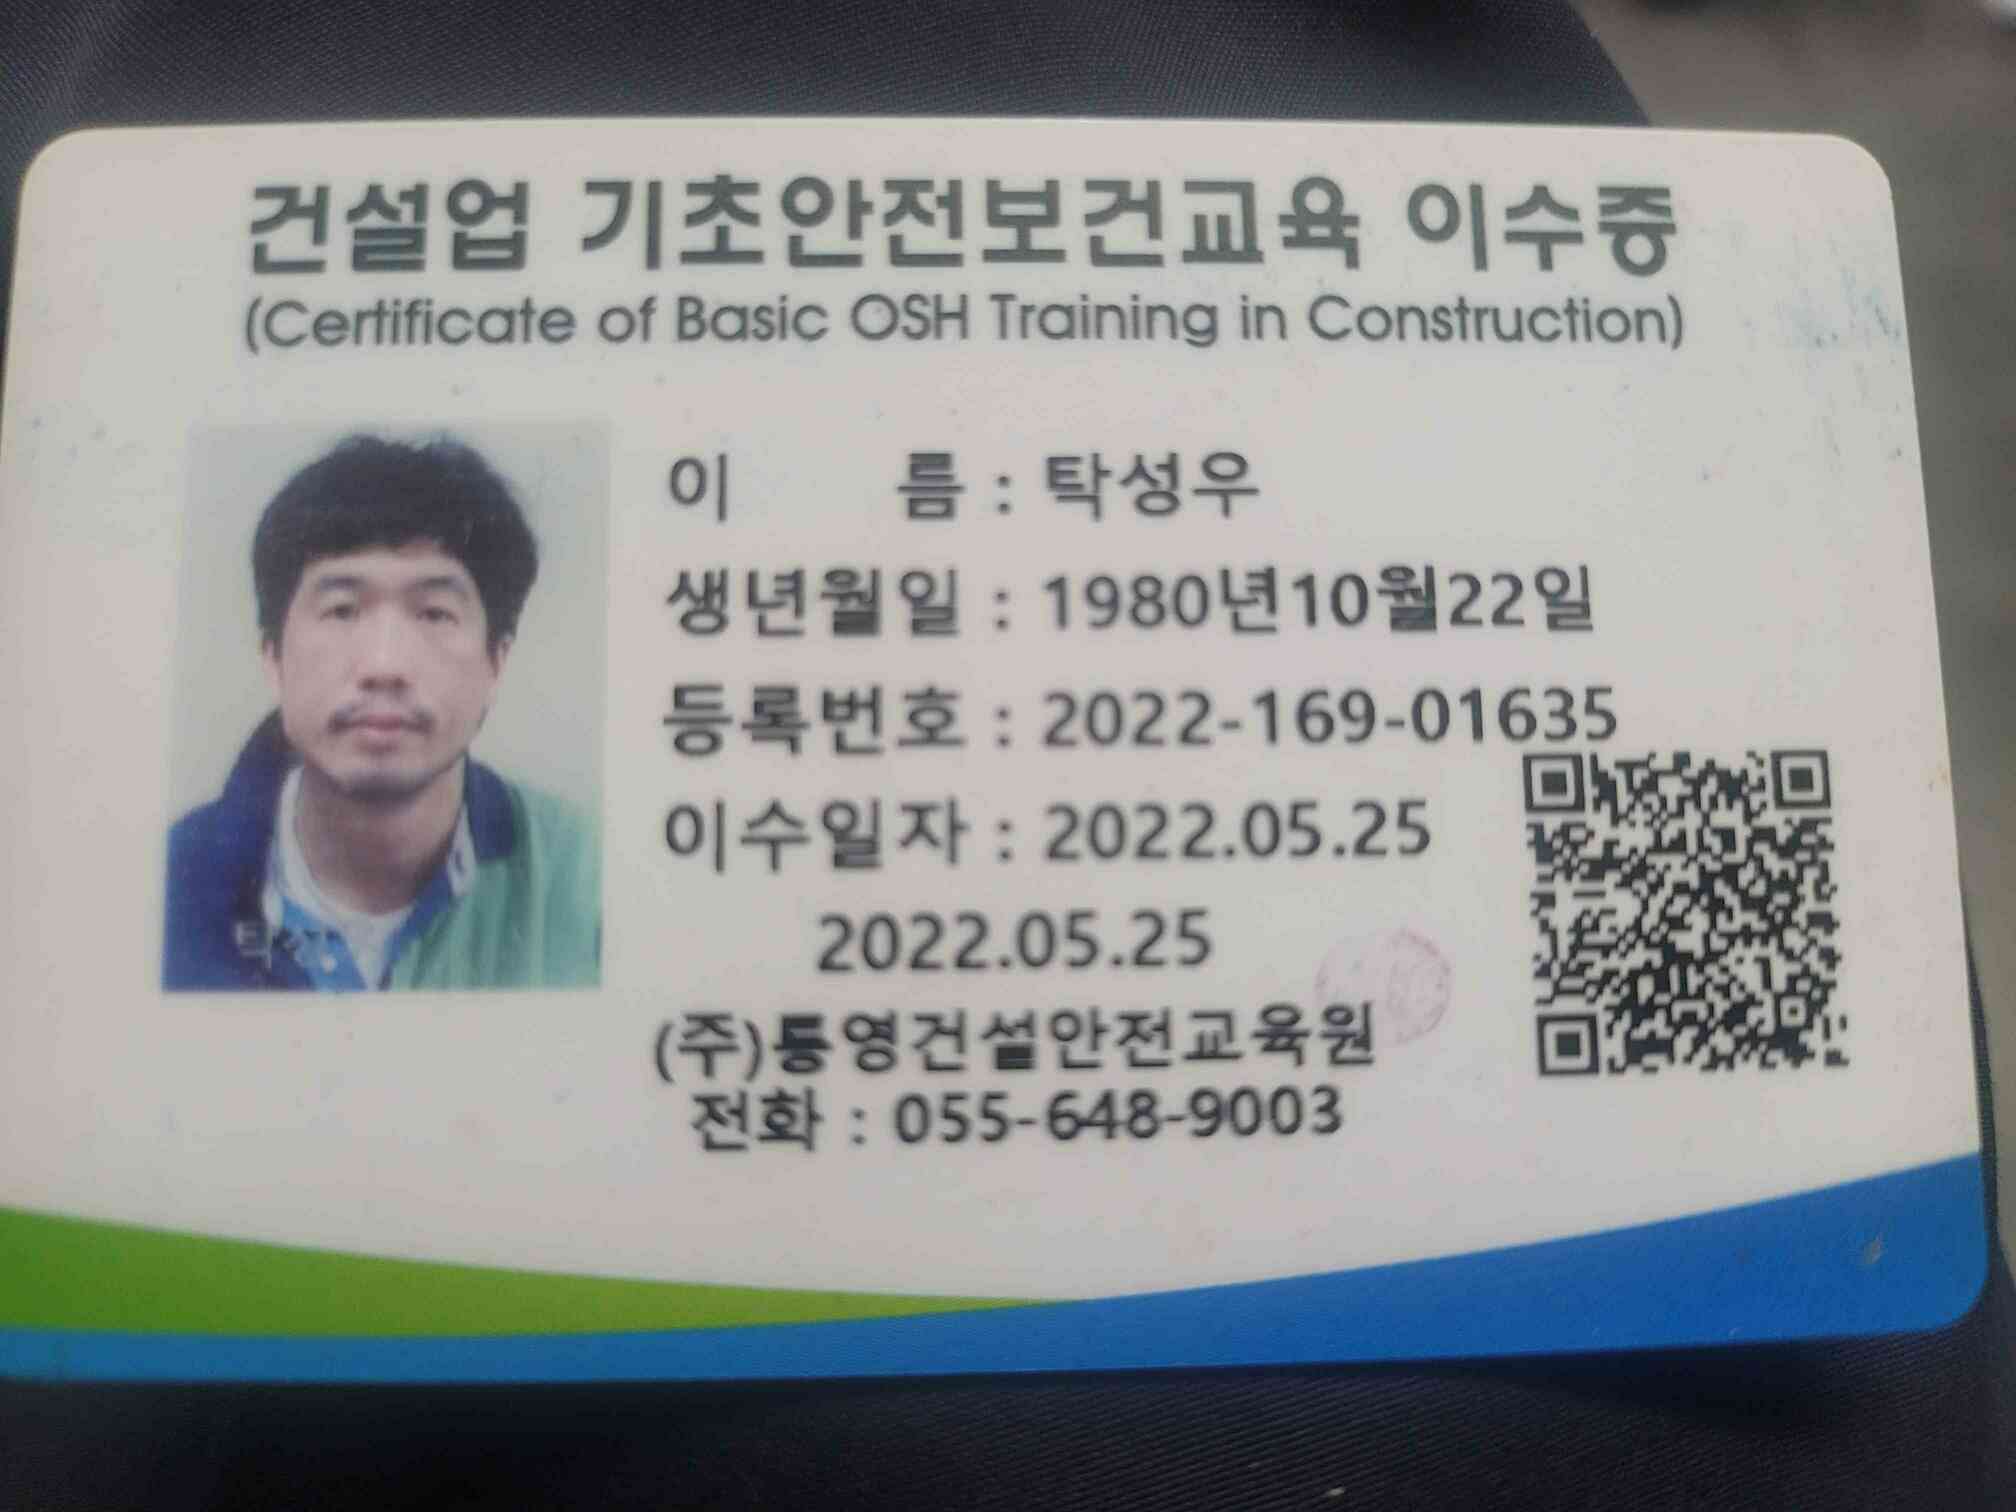 건설업 기초안전보건교육 이수증
(Certificate of Basic OSH Training in Construction)
이 름 : 탁성우
생년월일 : 1980년10월22일
등록번호 : 2022-169-01635
이수일자 : 2022.05.25
2022.05.25
(주)통영건설안전교육원
전화 : 055-648-9003